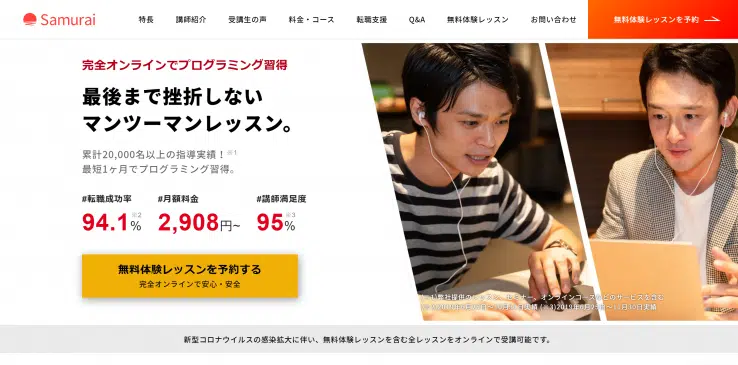 Samurai
特長
講師紹介
受講生の声
料金・コース
転職支援
Q&A
無料体験レッスン
お問い合わせ
無料体験レッスンを予約
完全オンラインでプログラミング習得
最後まで挫折しない
マンツーマンレッスン。
累計20,000名以上の指導実績！※1
最短1ヶ月でプログラミング習得。
#転職成功率 #月額料金 #講師満足度
94.1%※2 2,908円~ 95%※3
無料体験レッスンを予約する
完全オンラインで安心・安全
新型コロナウイルスの感染拡大に伴い、無料体験レッスンを含む全レッスンをオンラインで受講可能です。